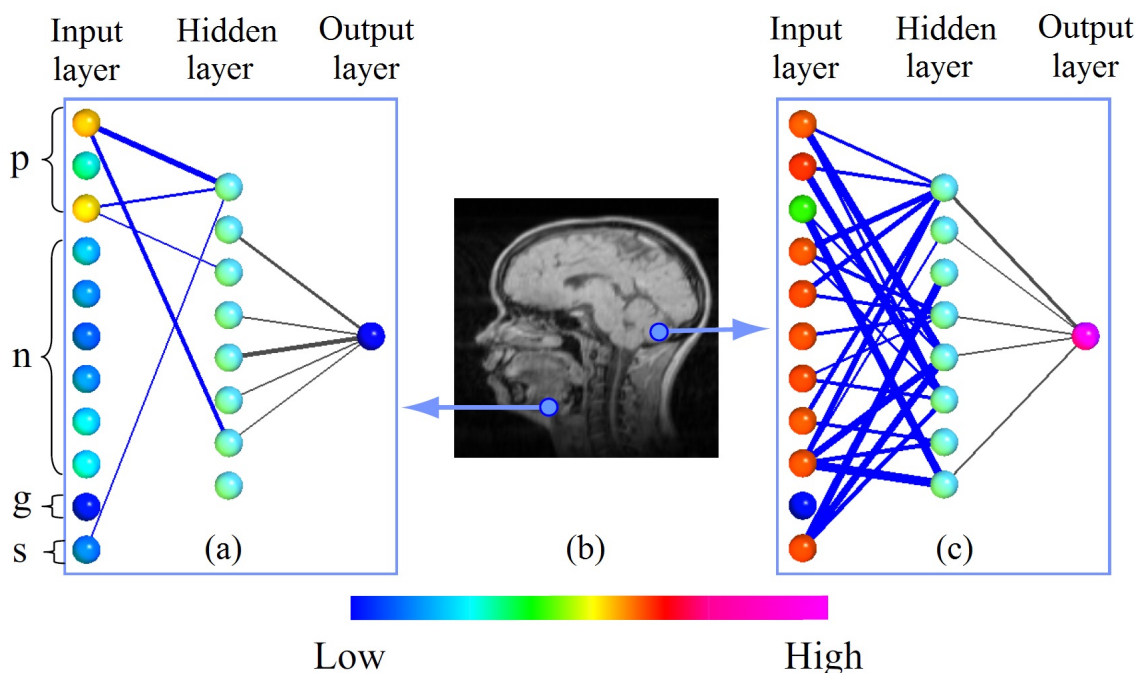 Input layer
Hidden layer
Output layer
Input layer
Hidden layer
Output layer
p
n
g
s
(a)
(b)
(c)
Low
High